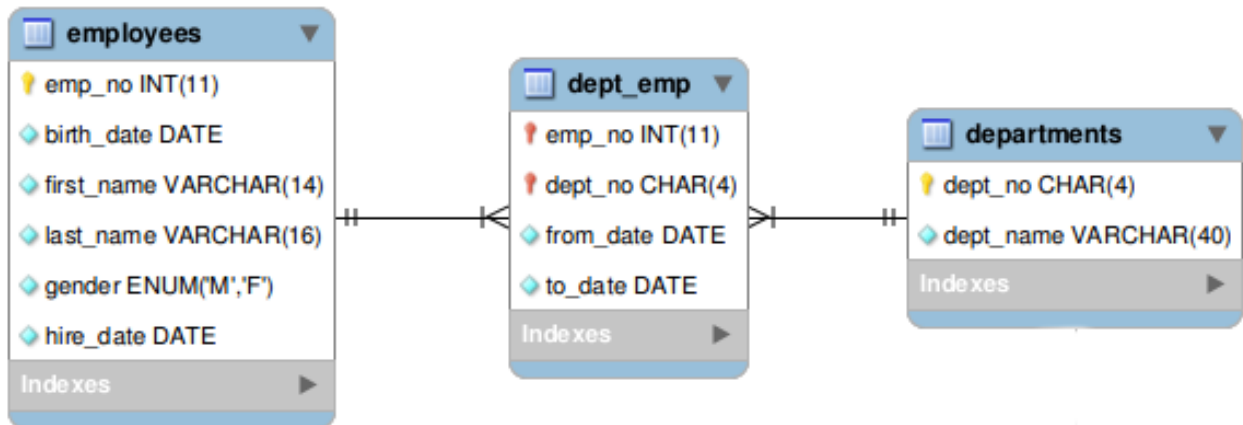 employees
emp_no INT(11)
birth_date DATE
first_name VARCHAR(14)
last_name VARCHAR(16)
gender ENUM('M','F')
hire_date DATE
Indexes
dept_emp
emp_no INT(11)
dept_no CHAR(4)
from_date DATE
to_date DATE
Indexes
departments
dept_no CHAR(4)
dept_name VARCHAR(40)
Indexes